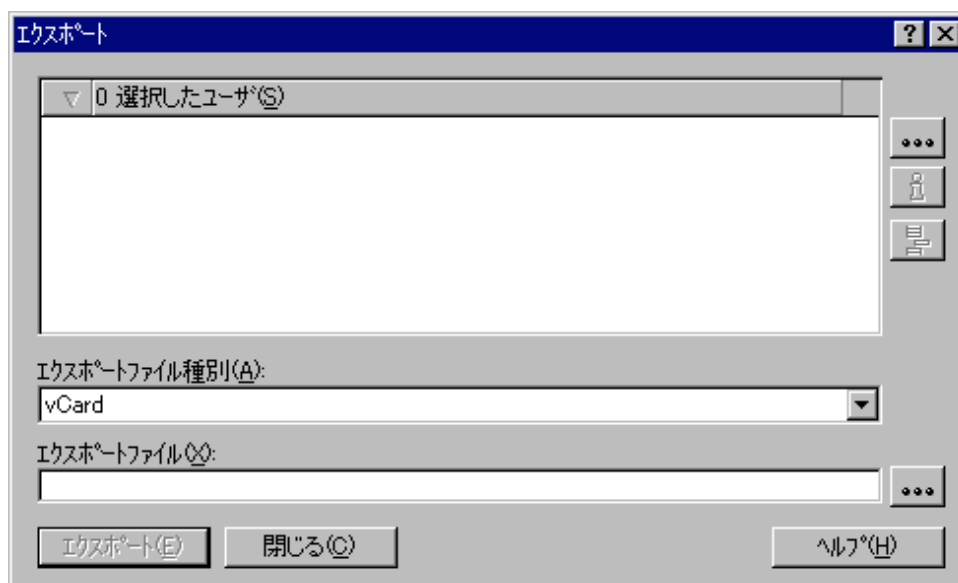 ｴｸｽﾎﾟｰﾄ
0 選択したﾕｰｻﾞ(S)
ｴｸｽﾎﾟｰﾄﾌｧｲﾙ種別(A):
vCard
ｴｸｽﾎﾟｰﾄﾌｧｲﾙ(X):
ｴｸｽﾎﾟｰﾄ(E)
閉じる(C)
ﾍﾙﾌﾟ(H)